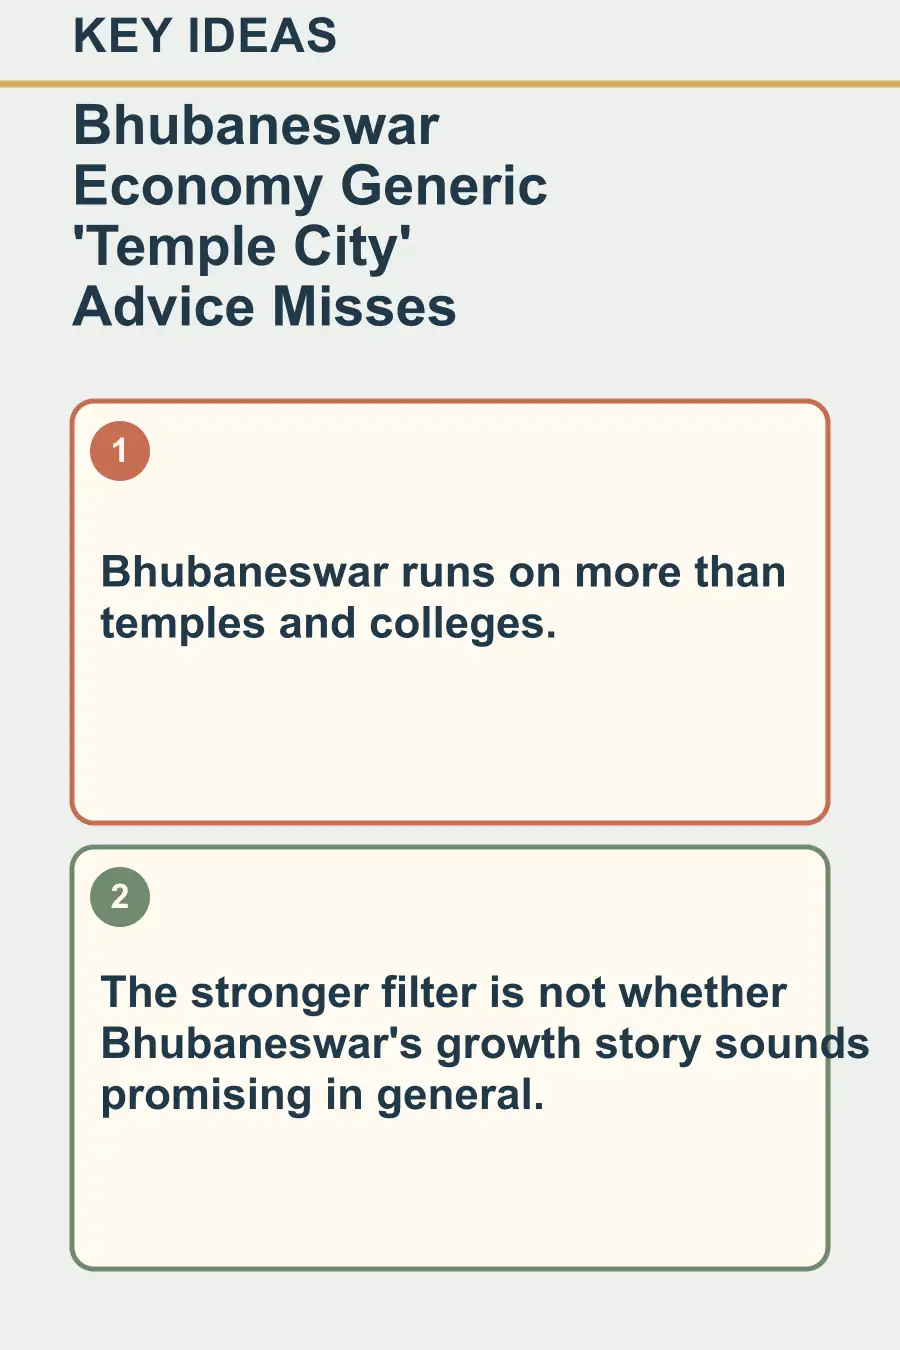 KEY IDEAS
Bhubaneswar
Economy Generic
'Temple City'
Advice Misses
1
Bhubaneswar runs on more than
temples and colleges.
2
The stronger filter is not whether
Bhubaneswar's growth story sounds
promising in general.